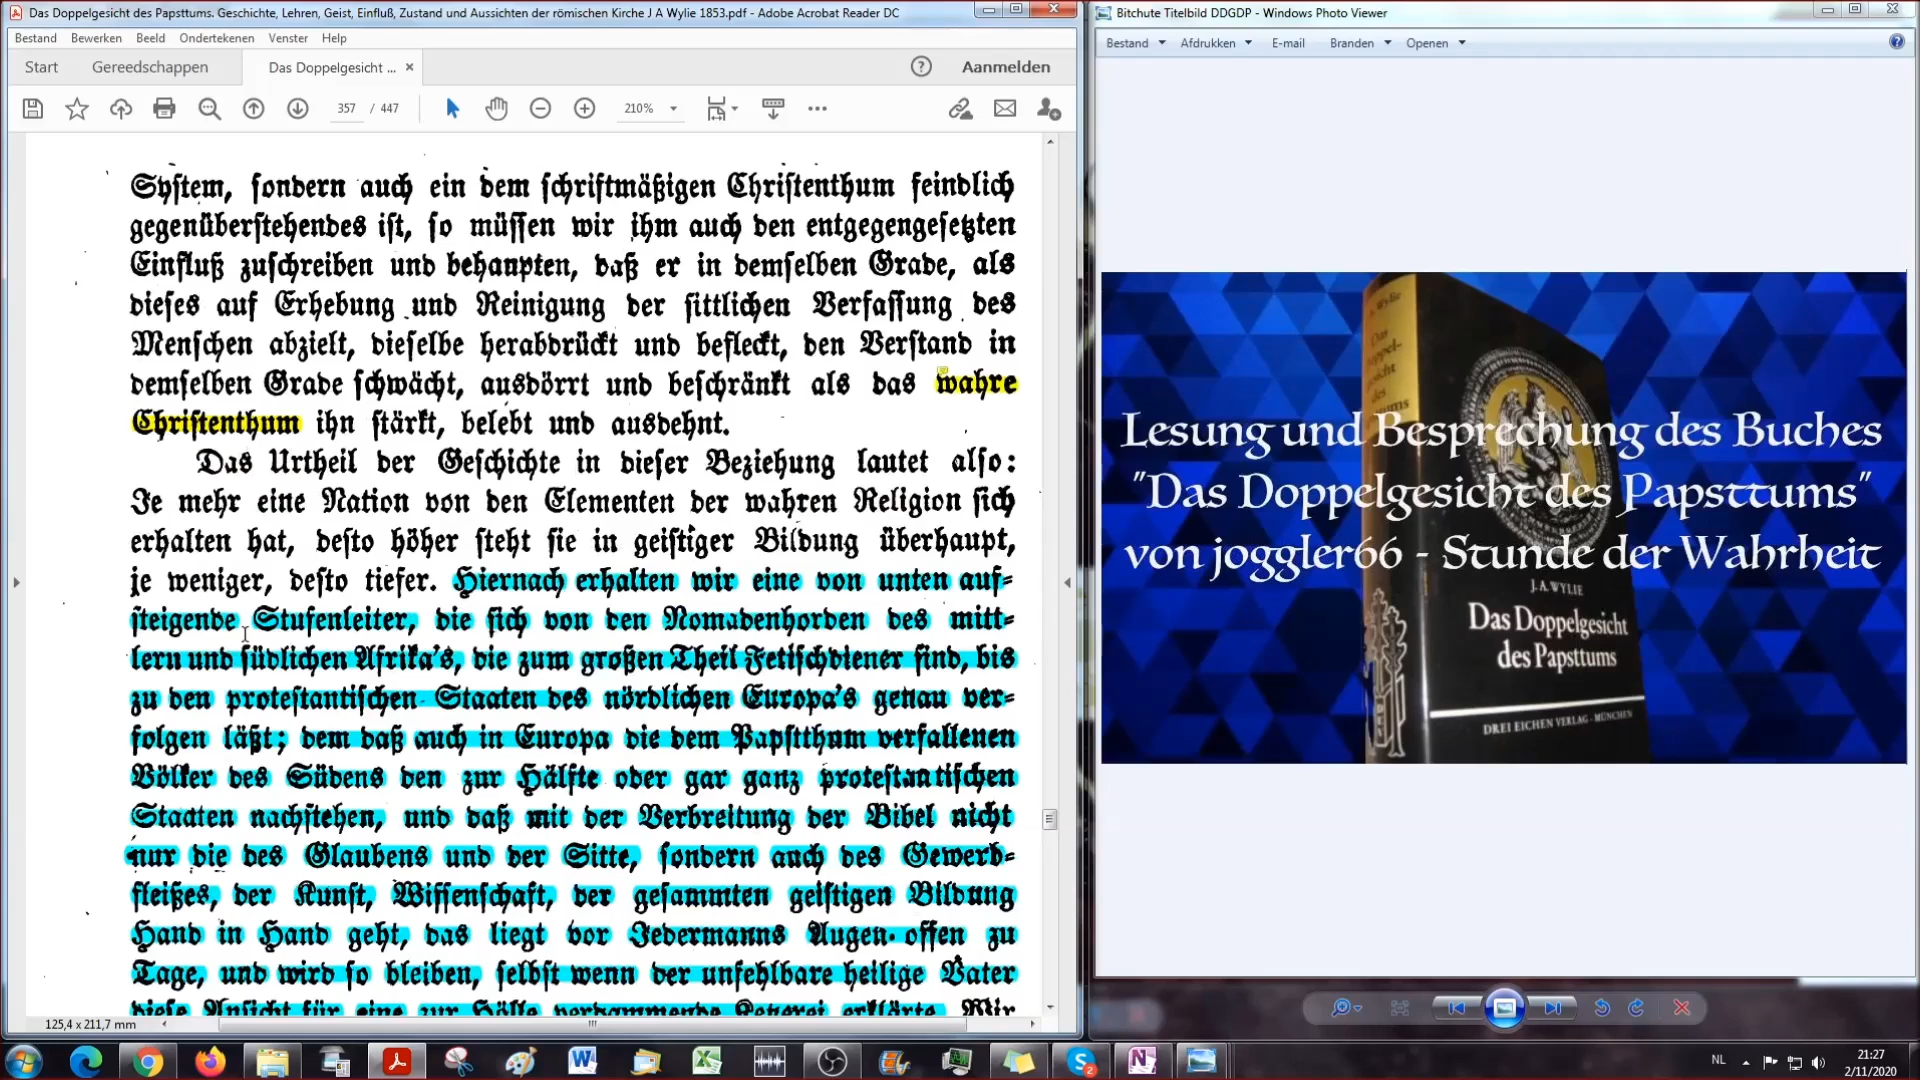 Das Doppelgesicht des Papsttums. Geschichte, Lehren, Geist, Einfluß, Zustand und Aussichten der römischen Kirche J A Wylie 1853.pdf - Adobe Acrobat Reader DC
Bestand Bewerken Beeld Ondertekenen Venster Help
Start Gereedschappen Das Doppelgesicht ... × Aanmelden
357 / 447 210%
System, sondern auch ein dem schriftmäßigen Christenthum feindlich
gegenüberstehendes ist, so müssen wir ihm auch den entgegengesetzten
Einfluß zuschreiben und behaupten, daß er in demselben Grade, als
dieses auf Erhebung und Reinigung der sittlichen Verfassung des
Menschen abzielt, dieselbe herabdrückt und befleckt, den Verstand in
demselben Grade schwächt, ausdörrt und beschränkt als das wahre
Christenthum ihn stärkt, belebt und ausdehnt.
Das Urtheil der Geschichte in dieser Beziehung lautet also:
Je mehr eine Nation von den Elementen der wahren Religion sich
erhalten hat, desto höher steht sie in geistiger Bildung überhaupt,
je weniger, desto tiefer. Hiernach erhalten wir eine von unten auf-
steigende Stufenleiter, die sich von den Nomadenhorden des mitt-
lern und südlichen Afrika's, die zum großen Theil Fetischdiener sind, bis
zu den protestantischen Staaten des nördlichen Europa's genau ver-
folgen läßt; dem daß auch in Europa die dem Papstthum verfallenen
Völker des Südens den zur Hälfte oder gar ganz protestantischen
Staaten nachstehen, und daß mit der Verbreitung der Bibel nicht
nur die des Glaubens und der Sitte, sondern auch des Gewerb-
fleißes, der Kunst, Wissenschaft, der gesammten geistigen Bildung
Hand in Hand geht, das liegt vor Jedermanns Augen offen zu
Tage, und wird so bleiben, selbst wenn der unfehlbare heilige Vater
diese Ansicht für eine zur Hölle verdammende Ketzerei erklärte. Wir
125,4 x 211,7 mm
Bitchute Titelbild DDGDP - Windows Photo Viewer
Bestand Afdrukken E-mail Branden Openen
Lesung und Besprechung des Buches
"Das Doppelgesicht des Papsttums"
von joggler66 - Stunde der Wahrheit
J.A.WYLIE
Das Doppelgesicht
des Papsttums
DREI EICHEN VERLAG · MÜNCHEN
NL
21:27
2/11/2020